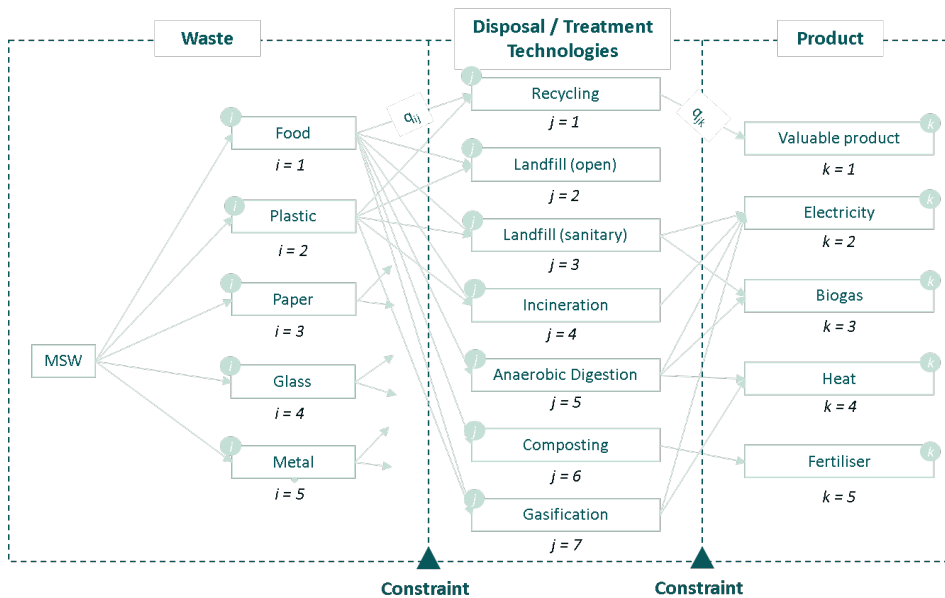 Waste
Disposal / Treatment
Technologies
Product
MSW
i
Food
i = 1
i
Plastic
i = 2
i
Paper
i = 3
i
Glass
i = 4
i
Metal
i = 5
qij
j
Recycling
j = 1
j
Landfill (open)
j = 2
j
Landfill (sanitary)
j = 3
j
Incineration
j = 4
j
Anaerobic Digestion
j = 5
j
Composting
j = 6
j
Gasification
j = 7
qjk
k
Valuable product
k = 1
k
Electricity
k = 2
k
Biogas
k = 3
k
Heat
k = 4
k
Fertiliser
k = 5
Constraint
Constraint